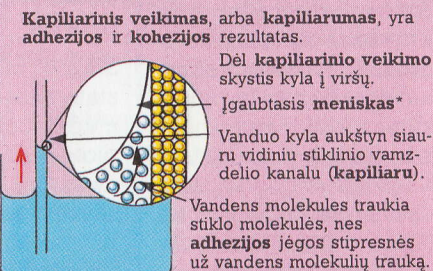 Kapiliarinis veikimas, arba kapiliarumas, yra
adhezijos ir kohezijos rezultatas.
Dėl kapiliarinio veikimo
skystis kyla į viršų.
Įgaubtasis meniskas*
Vanduo kyla aukštyn siau-
ru vidiniu stiklinio vamz-
delio kanalu (kapiliaru).
Vandens molekules traukia
stiklo molekulės, nes
adhezijos jėgos stipresnės
už vandens molekulių trauką.